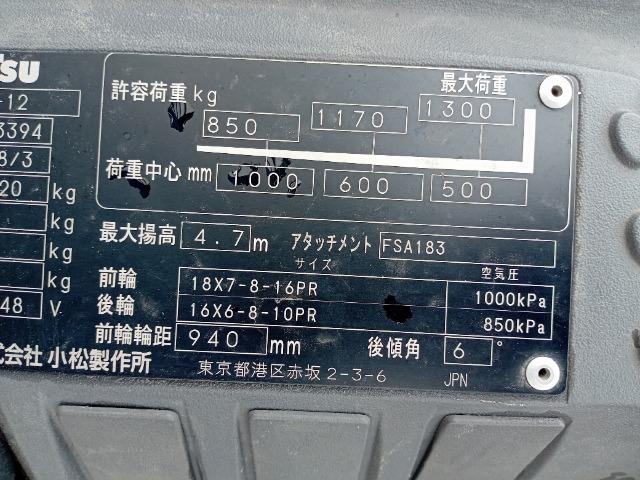 TSU
-12
3394
8/3
20 kg
kg
kg
kg
48 V
式会社 小松製作所
許容荷重 kg
最大荷重
850 1170 1300
荷重中心 mm 1000 600 500
最大揚高 4.7 m アタッチメント FSA183
サイズ 空気圧
前輪 18X7-8-16PR 1000kPa
後輪 16X6-8-10PR 850kPa
前輪輪距 940 mm 後傾角 6 °
東京都港区赤坂2-3-6 JPN